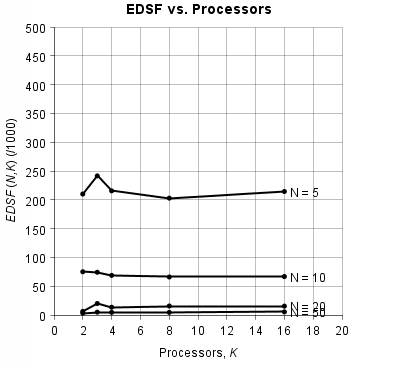 EDSF vs. Processors
500
450
400
350
300
250
200
150
100
50
0
EDSF(N,K) (/1000)
N = 5
N = 10
N = 20
N = 50
0 2 4 6 8 10 12 14 16 18 20
Processors, K